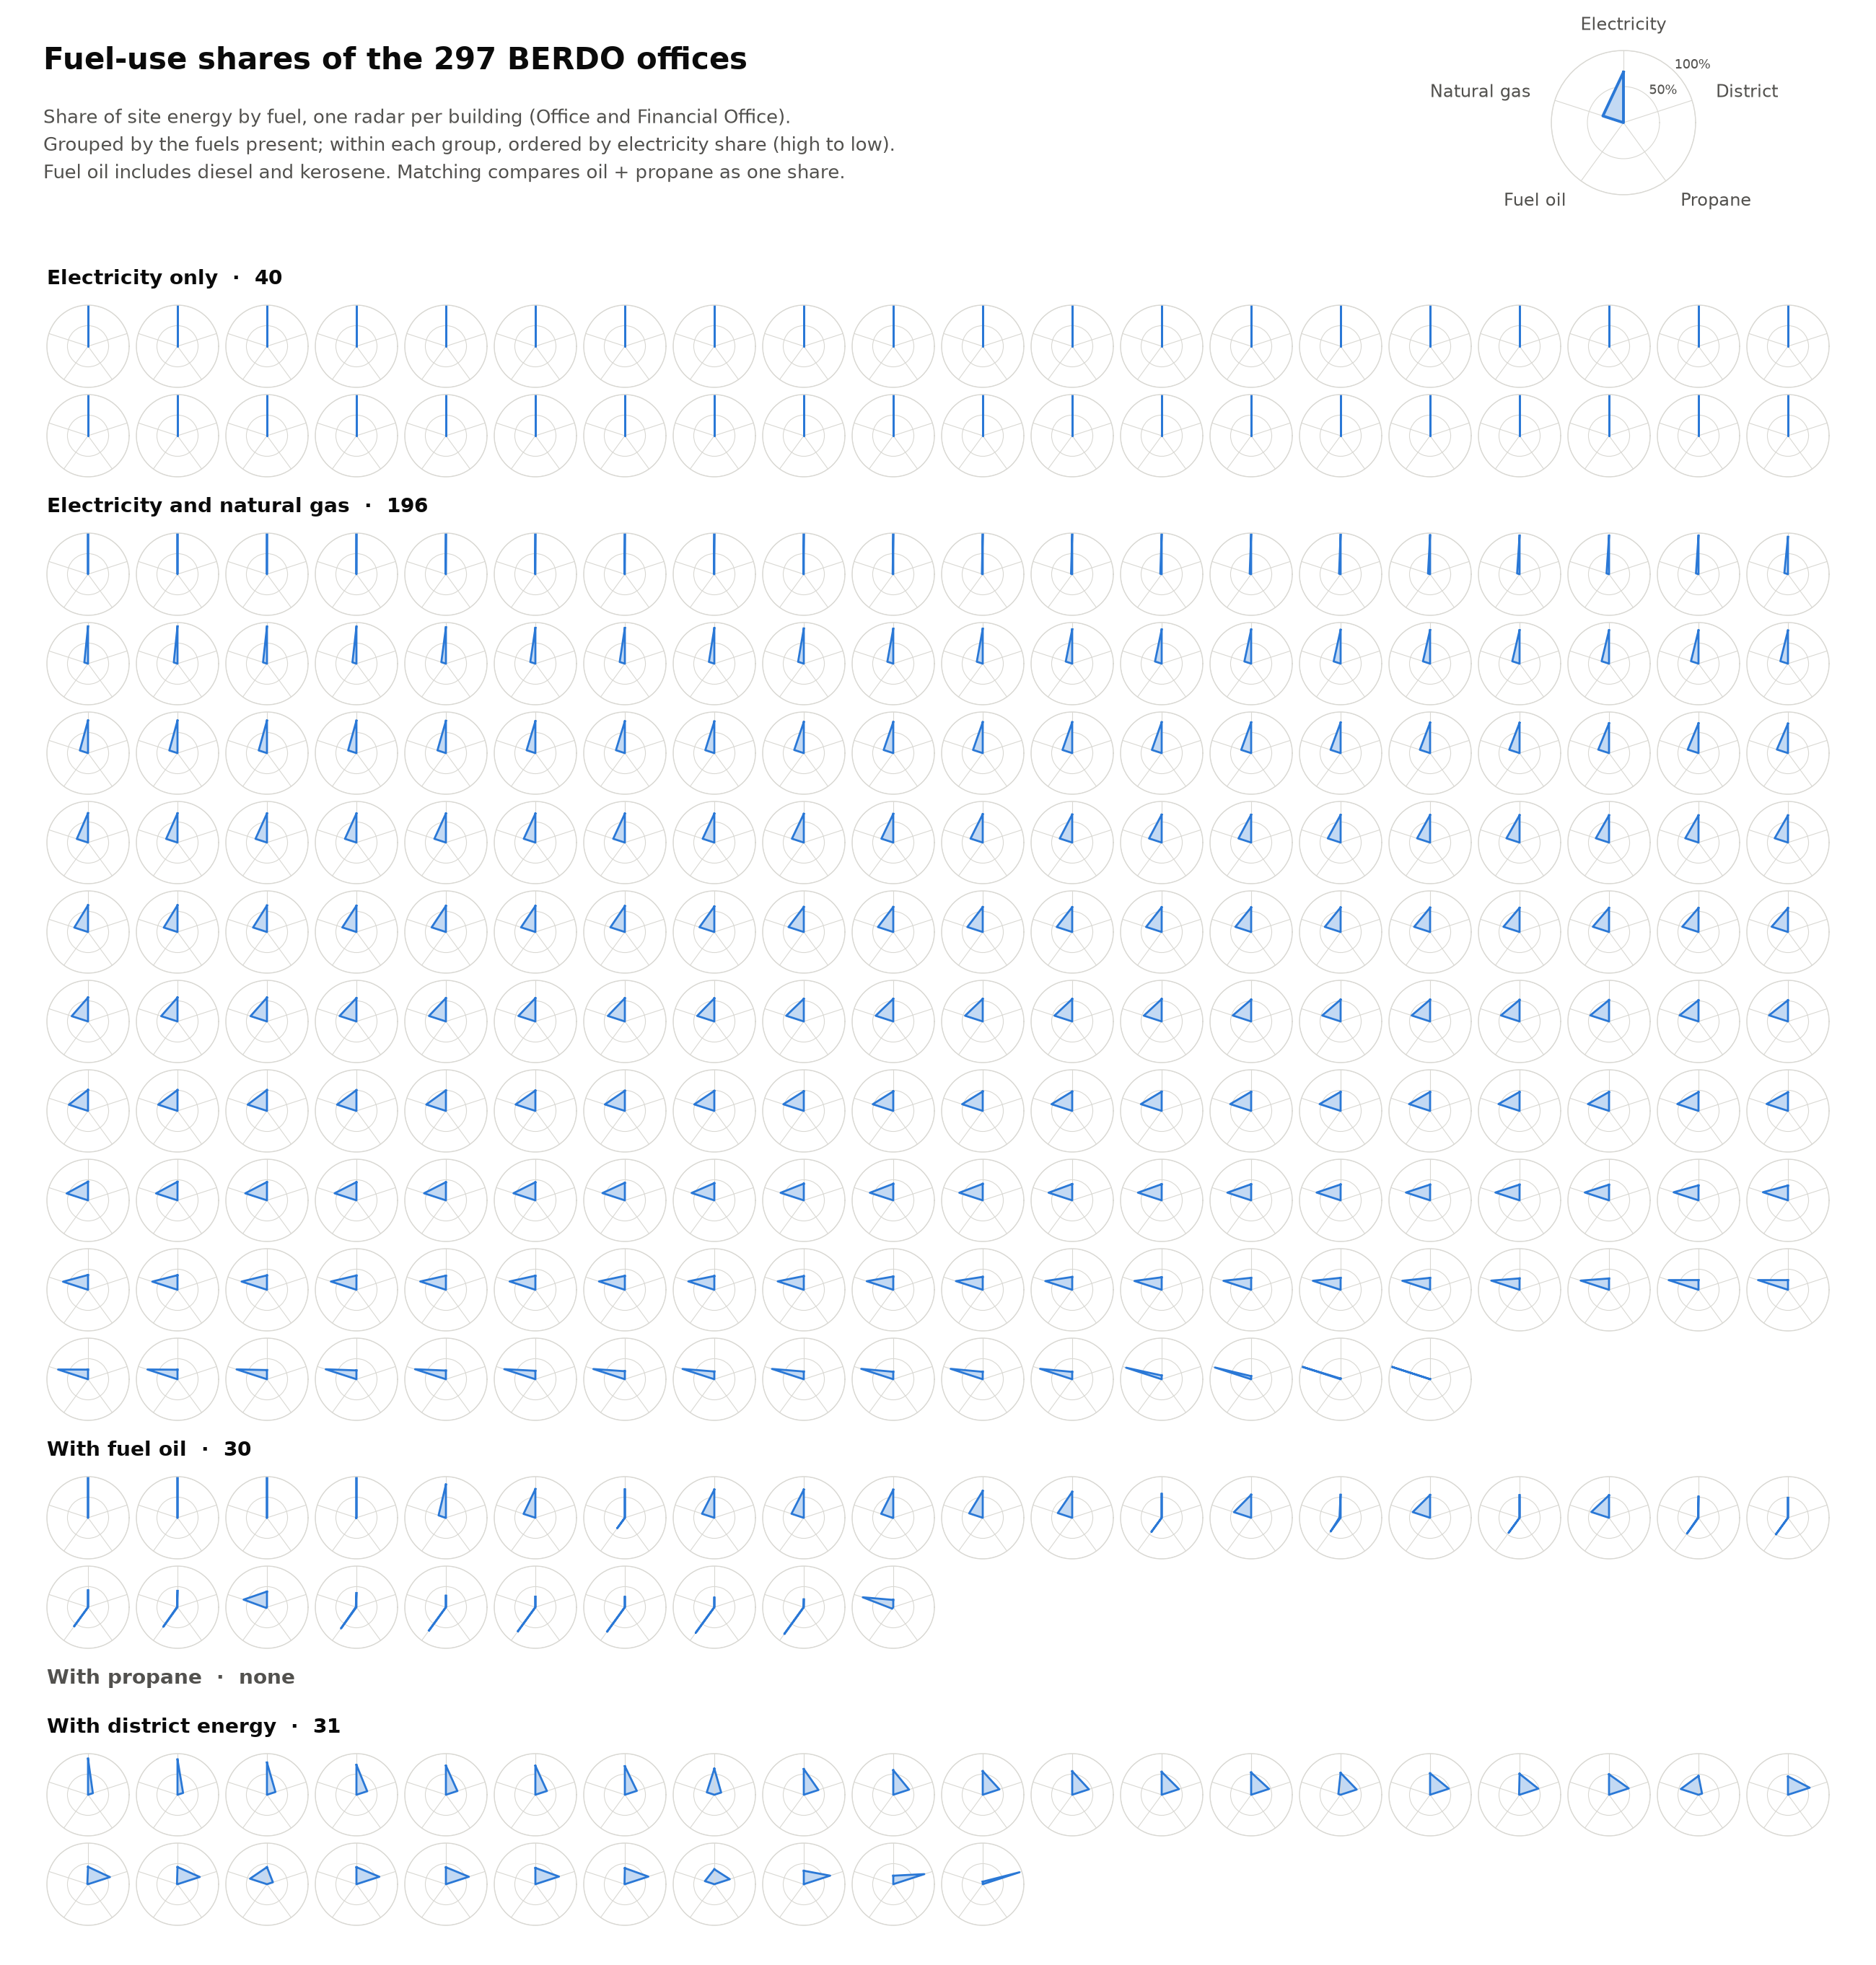 Electricity
Fuel-use shares of the 297 BERDO offices
100%
50%
Natural gas
District
Share of site energy by fuel, one radar per building (Office and Financial Office).
Grouped by the fuels present; within each group, ordered by electricity share (high to low).
Fuel oil includes diesel and kerosene. Matching compares oil + propane as one share.
Fuel oil
Propane
Electricity only · 40
Electricity and natural gas · 196
With fuel oil · 30
With propane · none
With district energy · 31